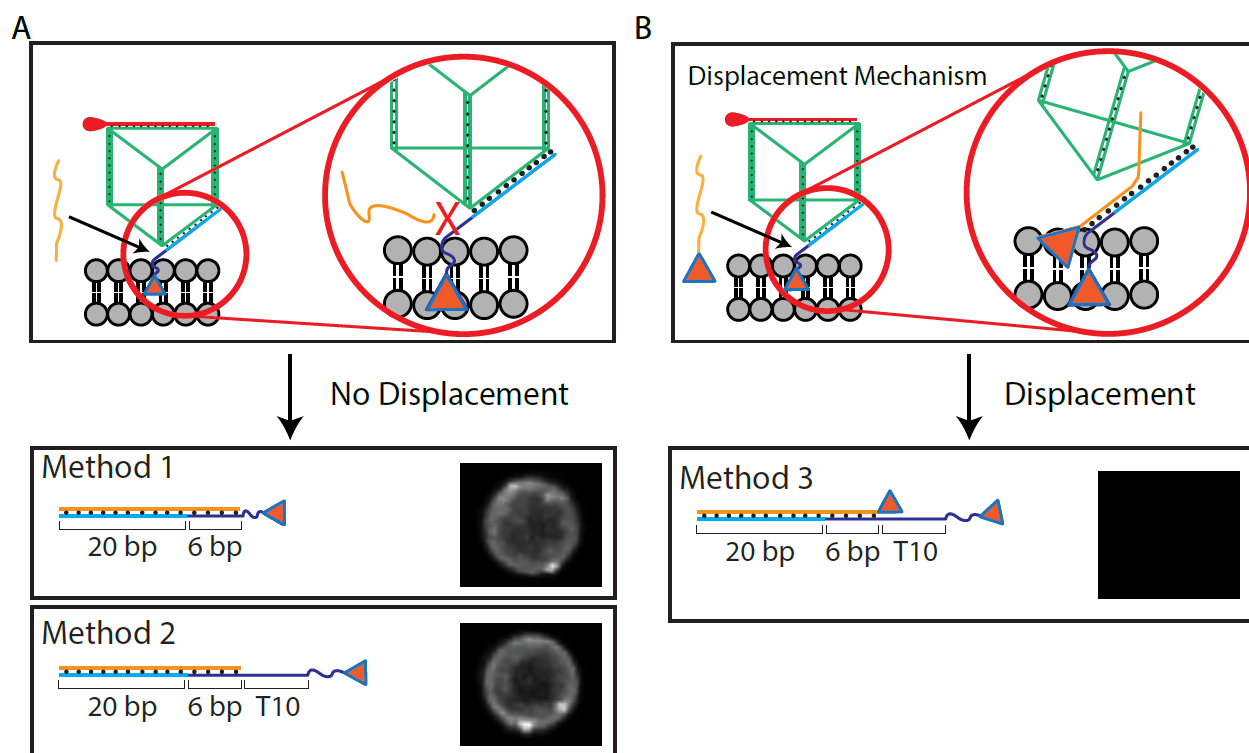 A
B
Displacement Mechanism
X
No Displacement
Displacement
Method 1
20 bp
6 bp
Method 2
20 bp
6 bp
T10
Method 3
20 bp
6 bp
T10